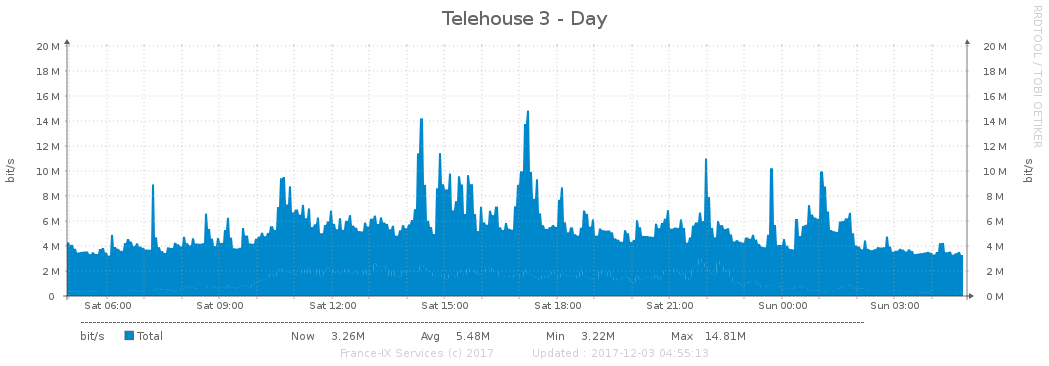 Telehouse 3 - Day
RRDTOOL / TOBI OETIKER
bit/s
bit/s
20 M 20 M
18 M 18 M
16 M 16 M
14 M 14 M
12 M 12 M
10 M 10 M
8 M 8 M
6 M 6 M
4 M 4 M
2 M 2 M
0 0 M
Sat 06:00 Sat 09:00 Sat 12:00 Sat 15:00 Sat 18:00 Sat 21:00 Sun 00:00 Sun 03:00
bit/s Total Now 3.26M Avg 5.48M Min 3.22M Max 14.81M
France-IX Services (c) 2017 Updated : 2017-12-03 04:55:13